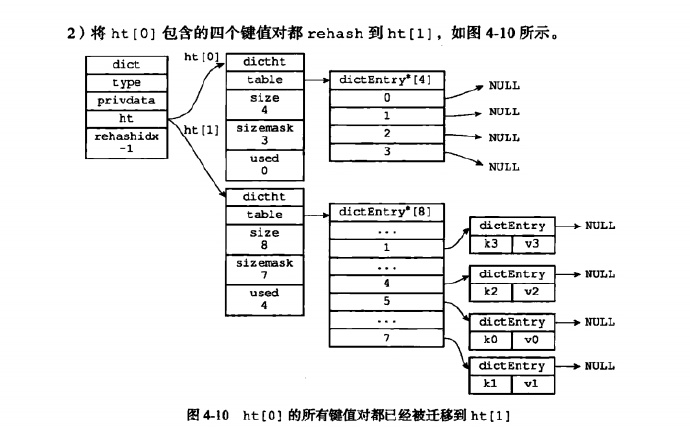 2）将 ht[0] 包含的四个键值对都 rehash 到 ht[1]，如图 4-10 所示。
dict
type
privdata
ht
rehashidx
-1
ht[0]
ht[1]
dictht
table
size
4
sizemask
3
used
0
dictEntry*[4]
0
1
2
3
NULL
NULL
NULL
NULL
dictht
table
size
8
sizemask
7
used
4
dictEntry*[8]
...
1
...
4
5
...
7
dictEntry
k3 v3
NULL
dictEntry
k2 v2
NULL
dictEntry
k0 v0
NULL
dictEntry
k1 v1
NULL
图 4-10 ht[0] 的所有键值对都已经被迁移到 ht[1]